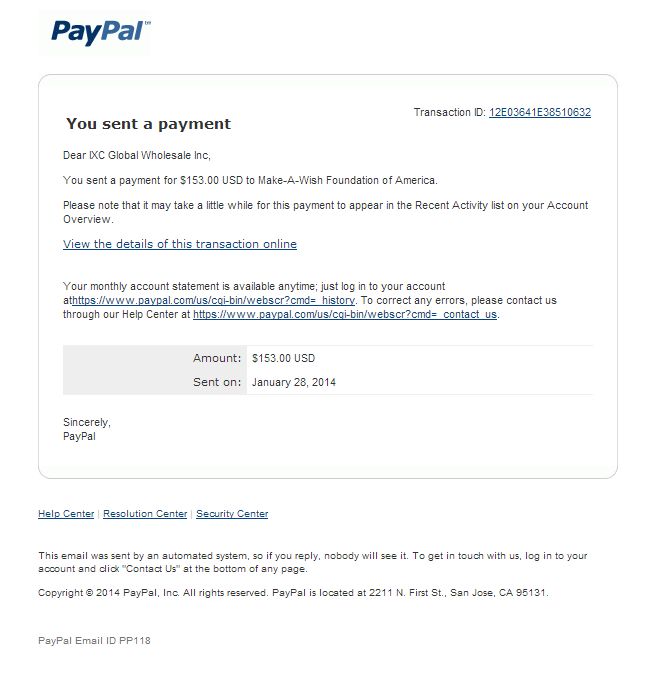 PayPal™
Transaction ID: 12E03641E38510632
You sent a payment
Dear IXC Global Wholesale Inc,
You sent a payment for $153.00 USD to Make-A-Wish Foundation of America.
Please note that it may take a little while for this payment to appear in the Recent Activity list on your Account
Overview.
View the details of this transaction online
Your monthly account statement is available anytime; just log in to your account
athttps://www.paypal.com/us/cgi-bin/webscr?cmd=_history. To correct any errors, please contact us
through our Help Center at https://www.paypal.com/us/cgi-bin/webscr?cmd=_contact_us.
Amount: $153.00 USD
Sent on: January 28, 2014
Sincerely,
PayPal
Help Center | Resolution Center | Security Center
This email was sent by an automated system, so if you reply, nobody will see it. To get in touch with us, log in to your
account and click "Contact Us" at the bottom of any page.
Copyright © 2014 PayPal, Inc. All rights reserved. PayPal is located at 2211 N. First St., San Jose, CA 95131.
PayPal Email ID PP118